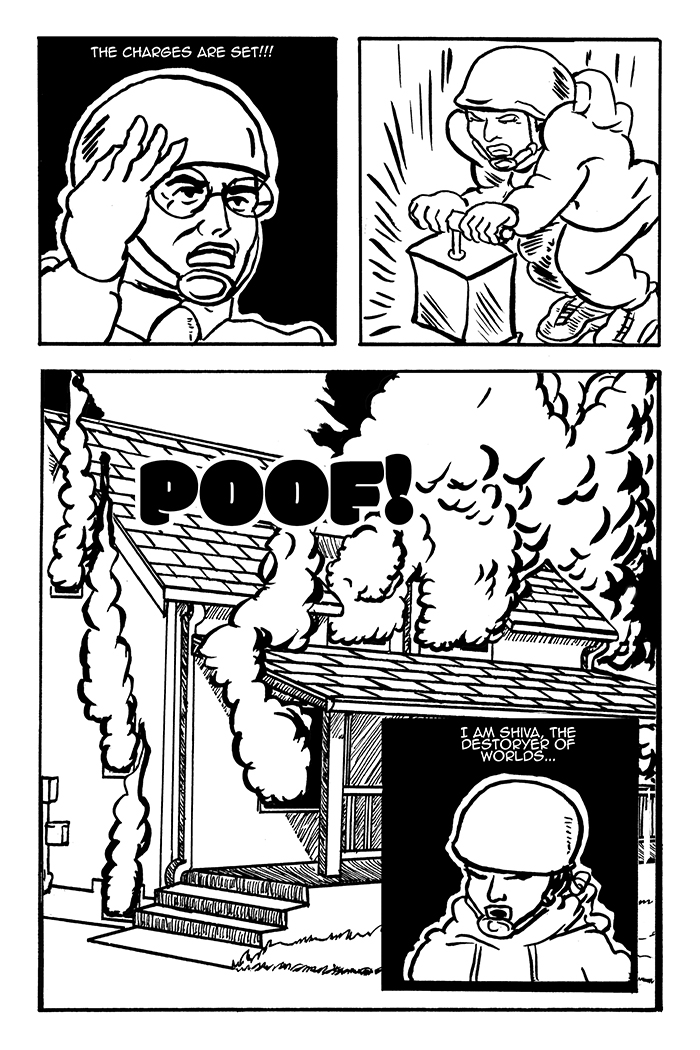 THE CHARGES ARE SET!!!
POOF!
I AM SHIVA, THE
DESTORYER OF
WORLDS...